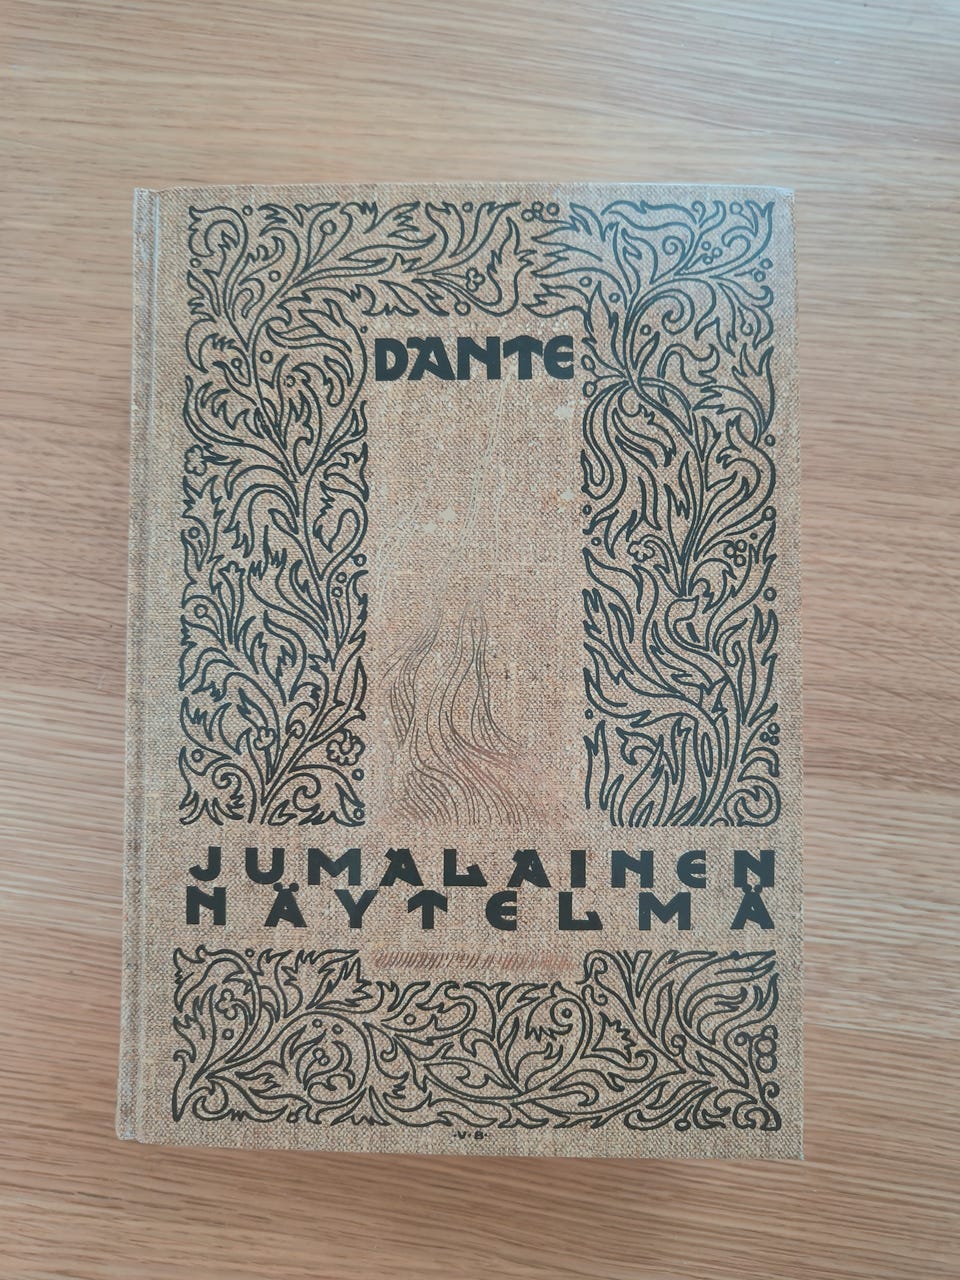 DANTE
JUMALAINEN
NÄYTELMÄ
·V·B·